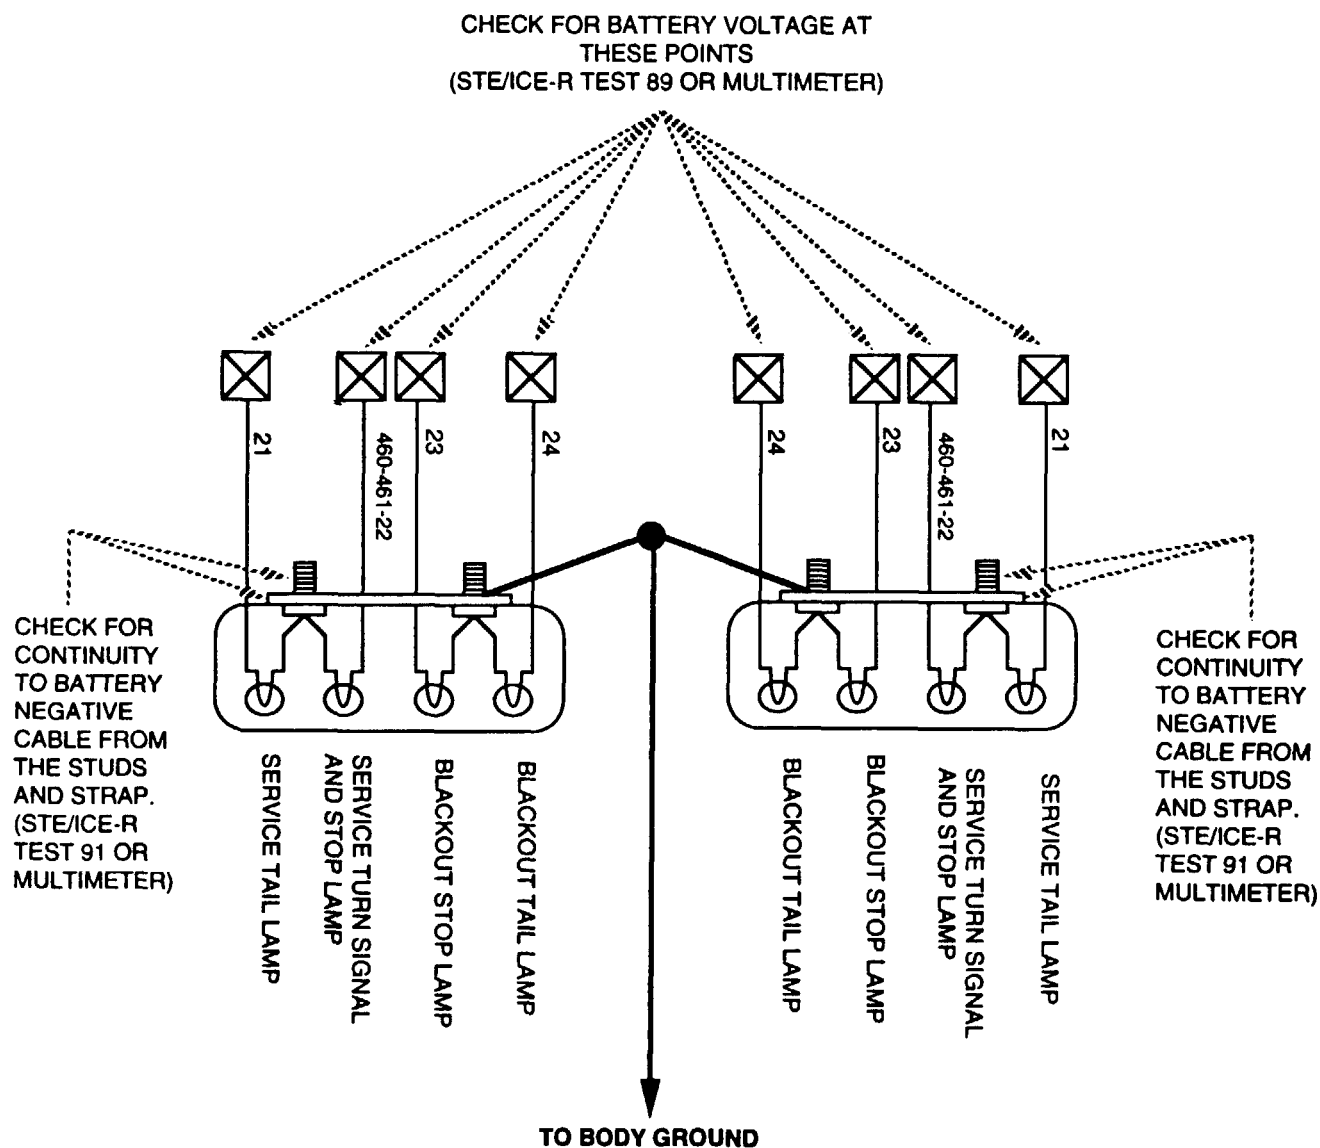 CHECK FOR BATTERY VOLTAGE AT
THESE POINTS
(STE/ICE-R TEST 89 OR MULTIMETER)
21
460-461-22
23
24
24
23
460-461-22
21
CHECK FOR
CONTINUITY
TO BATTERY
NEGATIVE
CABLE FROM
THE STUDS
AND STRAP.
(STE/ICE-R
TEST 91 OR
MULTIMETER)
SERVICE TAIL LAMP
SERVICE TURN SIGNAL
AND STOP LAMP
BLACKOUT STOP LAMP
BLACKOUT TAIL LAMP
BLACKOUT TAIL LAMP
BLACKOUT STOP LAMP
SERVICE TURN SIGNAL
AND STOP LAMP
SERVICE TAIL LAMP
CHECK FOR
CONTINUITY
TO BATTERY
NEGATIVE
CABLE FROM
THE STUDS
AND STRAP.
(STE/ICE-R
TEST 91 OR
MULTIMETER)
TO BODY GROUND